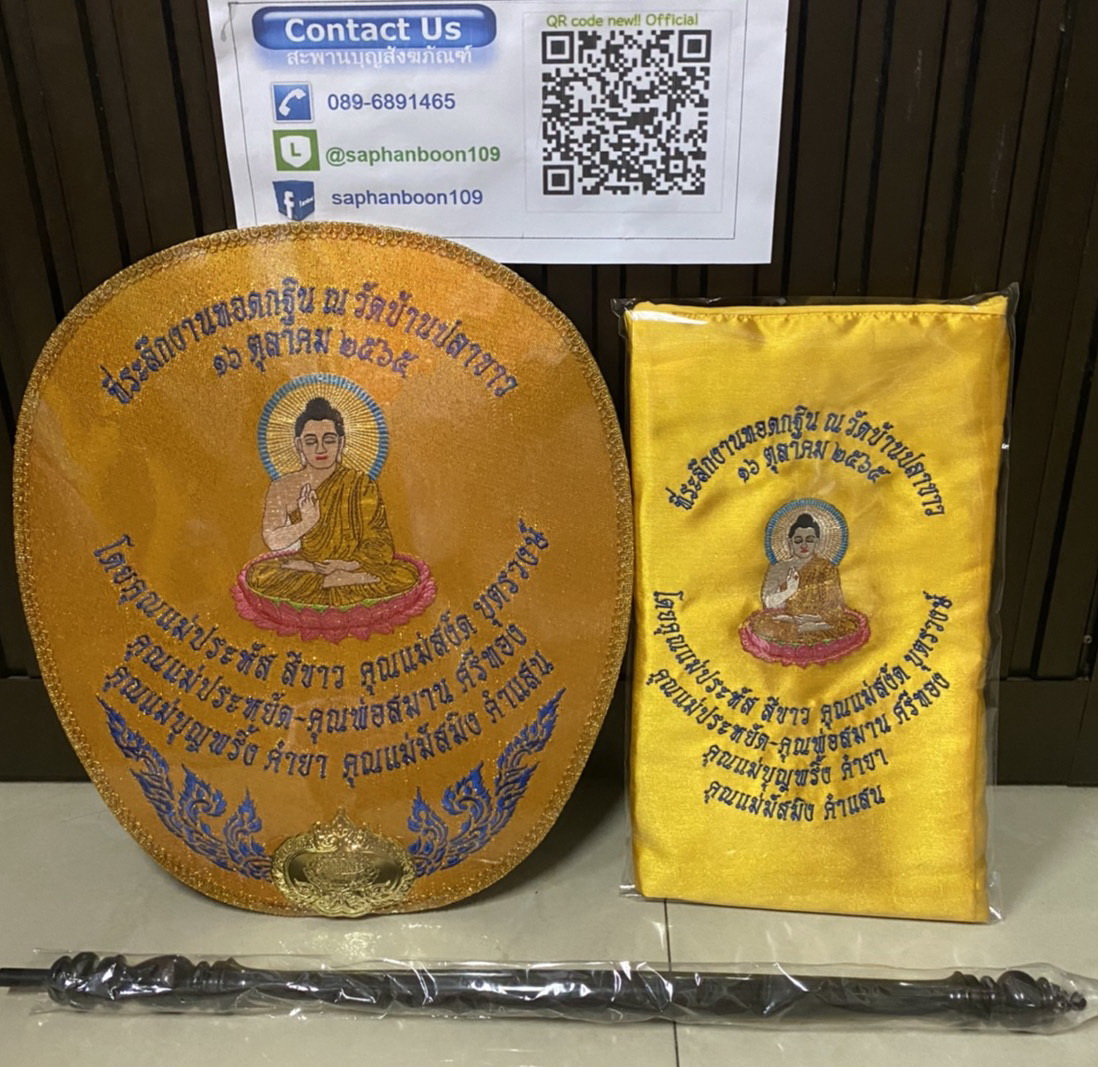 Contact Us
สะพานบุญสังฆภัณฑ์
089-6891465
@saphanboon109
saphanboon109
QR code new!! Official
ที่ระลึกงานทอดกฐิน ณ วัดบ้านปลาขาว
๑๖ ตุลาคม ๒๕๖๕
โดยคุณแม่ประทัส สีขาว คุณแม่สงัด บุตรวงษ์
คุณแม่ประหยัด-คุณพ่อสมาน ศรีทอง
คุณแม่บุญพริ้ง คำยา คุณแม่มัสมิง คำแสน
ที่ระลึกงานทอดกฐิน ณ วัดบ้านปลาขาว
๑๖ ตุลาคม ๒๕๖๕
โดยคุณแม่ประทัส สีขาว คุณแม่สงัด บุตรวงษ์
คุณแม่ประหยัด-คุณพ่อสมาน ศรีทอง
คุณแม่บุญพริ้ง คำยา
คุณแม่มัสมิง คำแสน